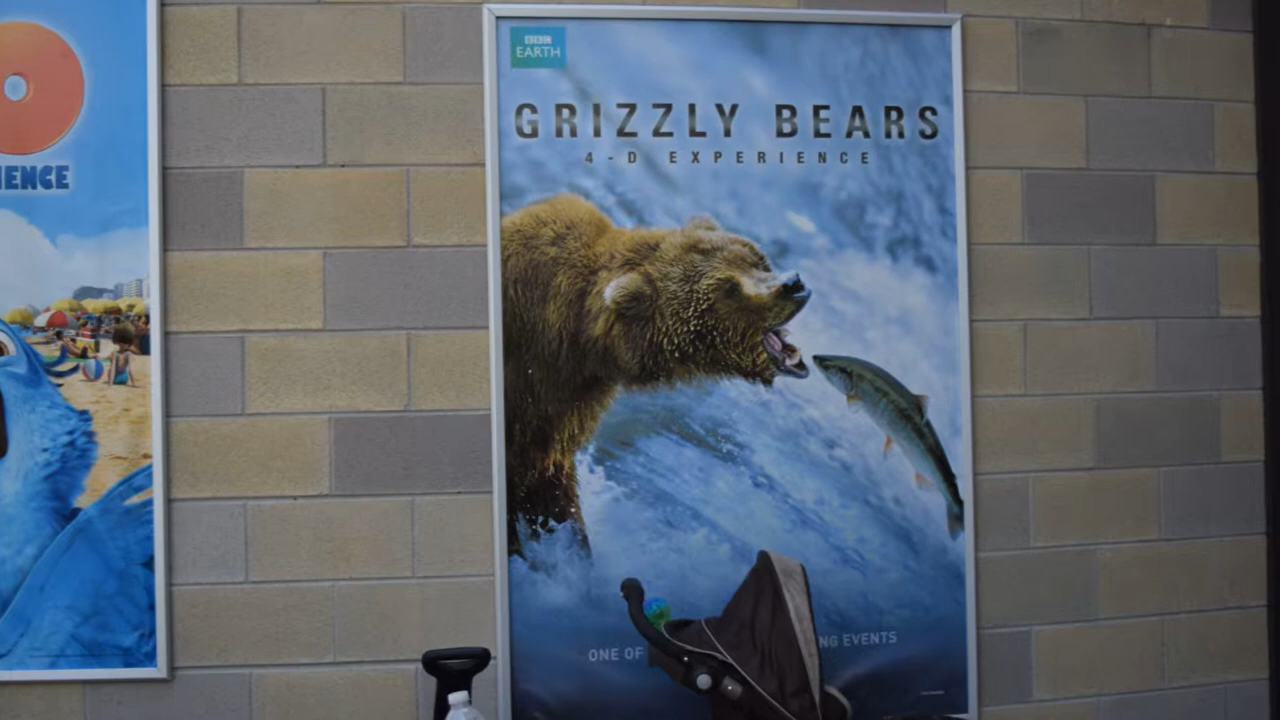 O
IENCE
BBC
EARTH
GRIZZLY BEARS
4-D EXPERIENCE
ONE OF
NG EVENTS